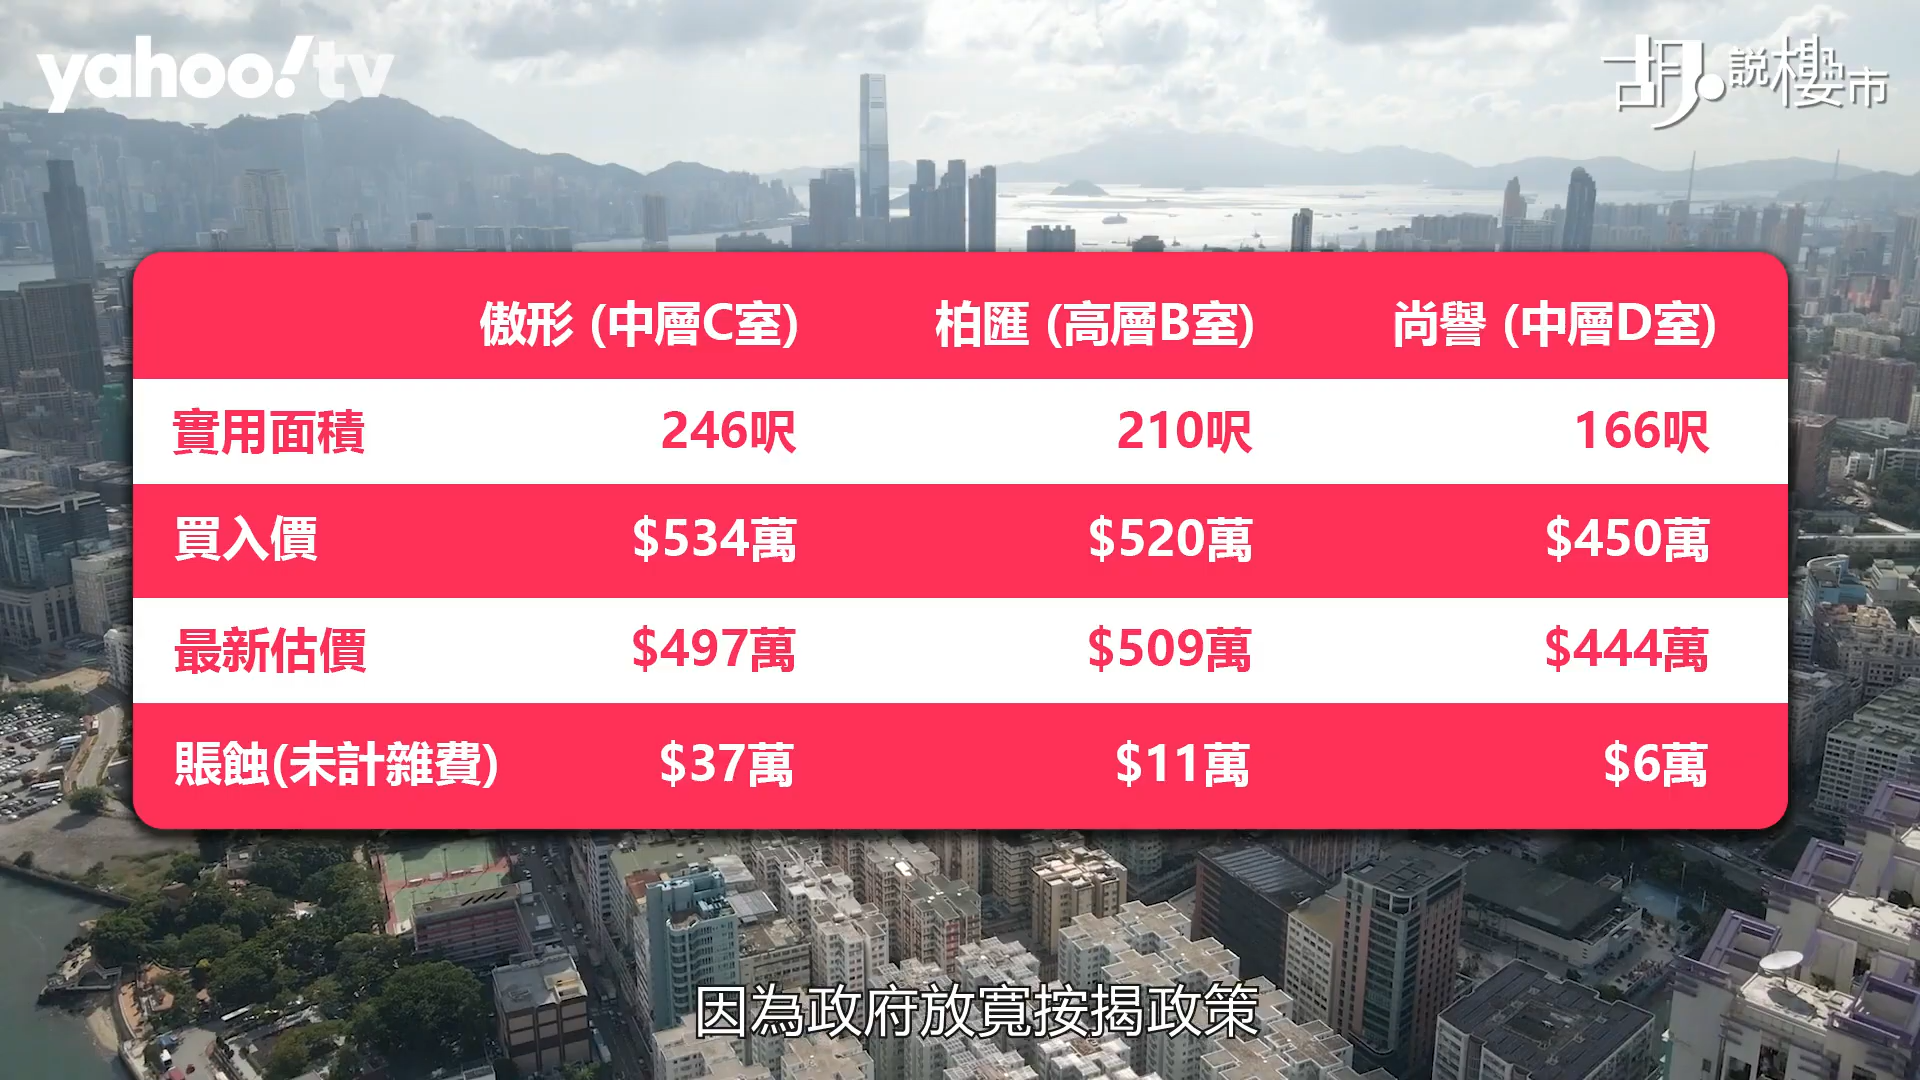 yahoo!tv
胡.説樓市
傲形 (中層C室) 柏匯 (高層B室) 尚譽 (中層D室)
實用面積 246呎 210呎 166呎
買入價 $534萬 $520萬 $450萬
最新估價 $497萬 $509萬 $444萬
賬蝕(未計雜費) $37萬 $11萬 $6萬
因為政府放寬按揭政策